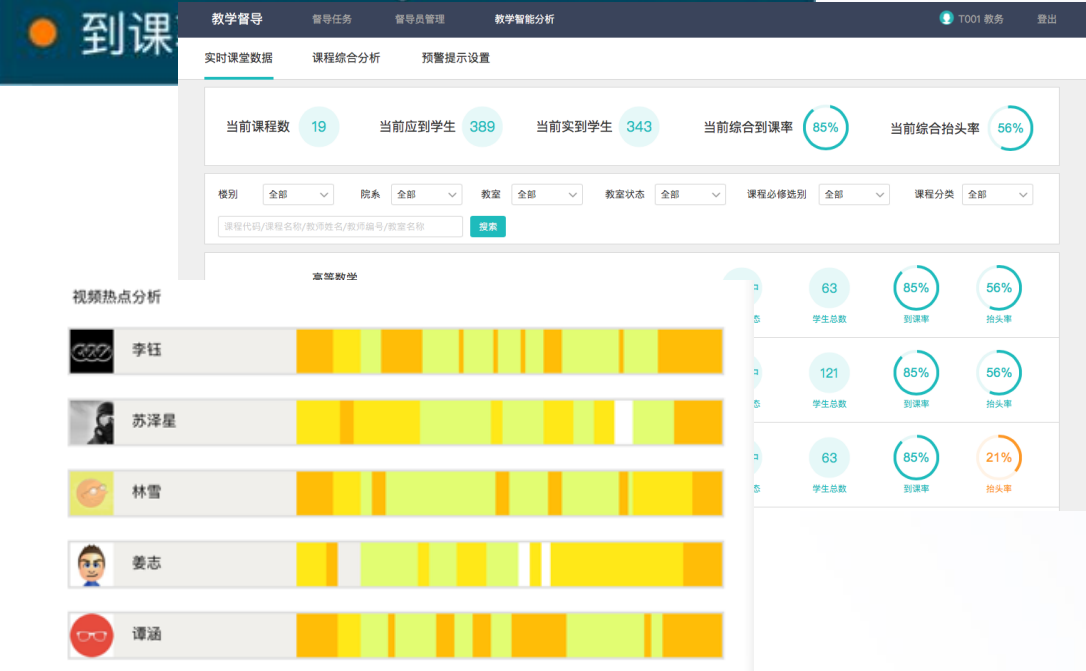 到课
教学督导 督导任务 督导员管理 教学智能分析 T001 教务 登出
实时课堂数据 课程综合分析 预警提示设置
当前课程数 19 当前应到学生 389 当前实到学生 343 当前综合到课率 85% 当前综合抬头率 56%
楼别 全部 院系 全部 教室 全部 教室状态 全部 课程必修选别 全部 课程分类 全部
课程代码/课程名称/教师姓名/教师编号/教室名称 搜索
高等数学
63 85% 56%
学生总数 到课率 抬头率
121 85% 56%
学生总数 到课率 抬头率
63 85% 21%
学生总数 到课率 抬头率
视频热点分析
李钰
苏泽星
林雪
姜志
谭涵